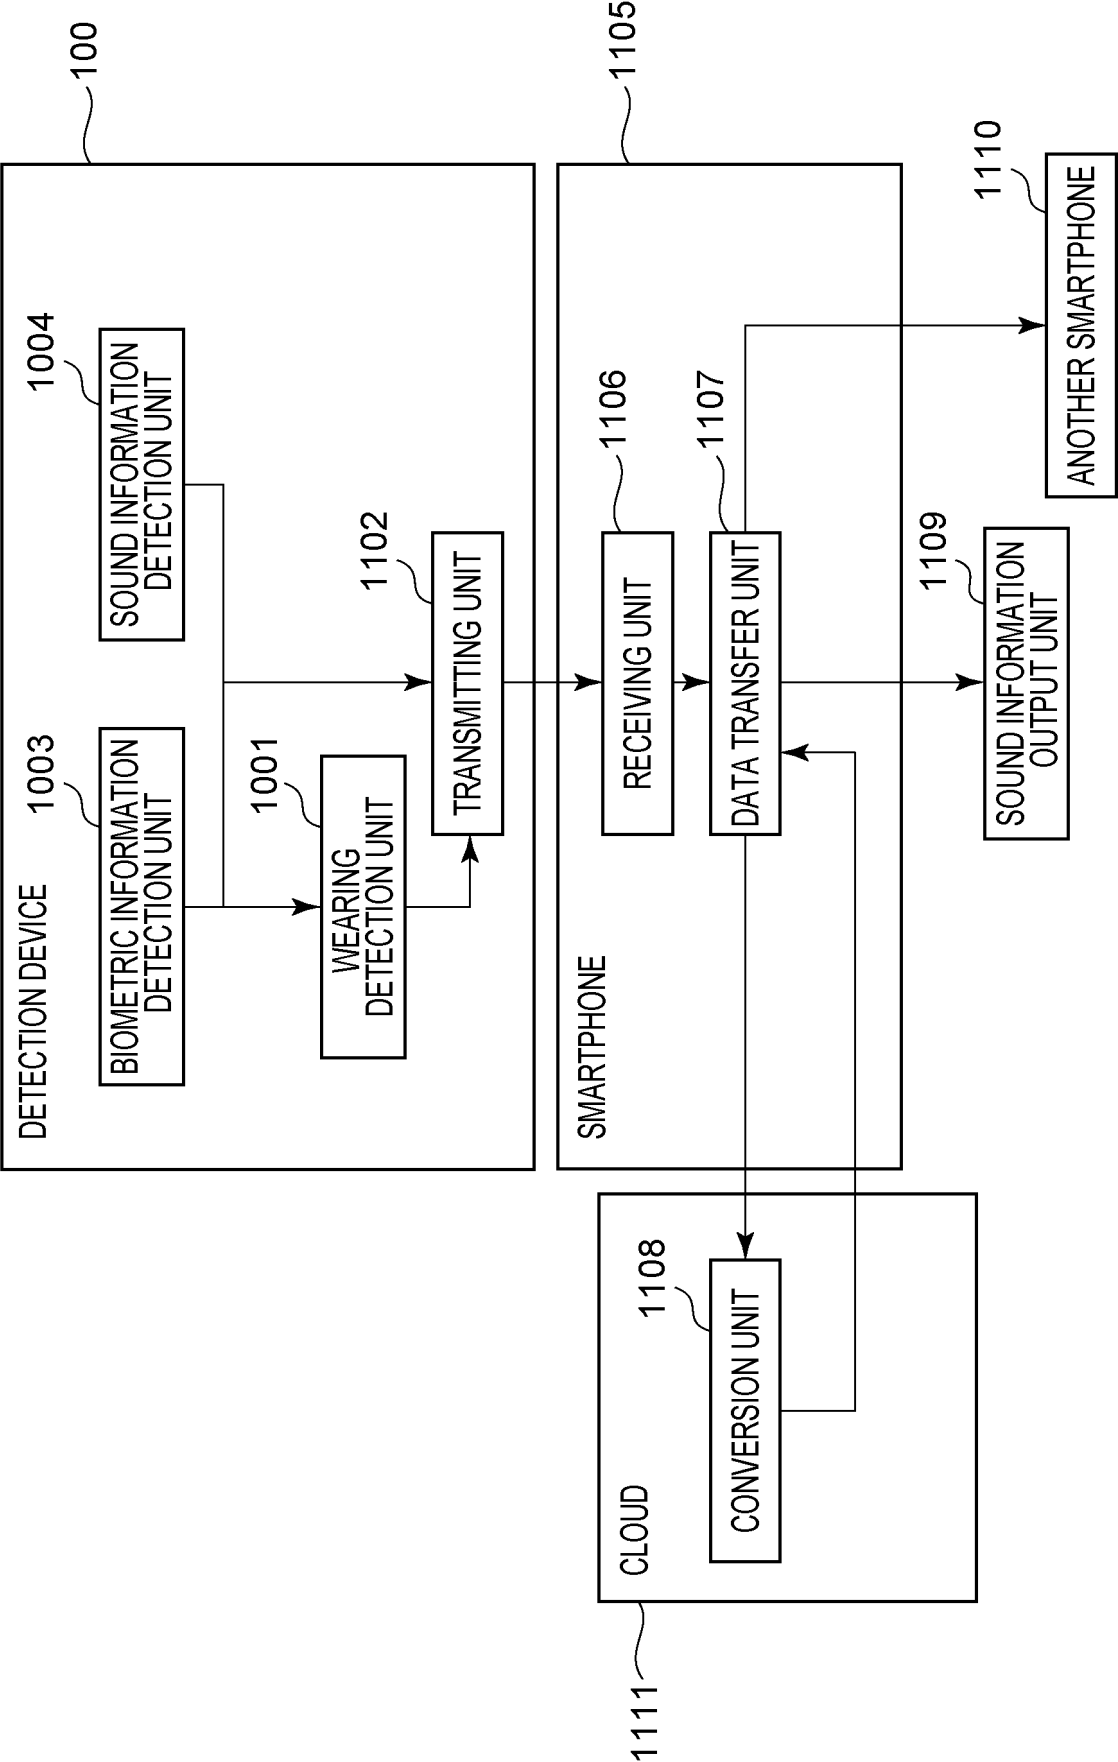 100
DETECTION DEVICE
1003
BIOMETRIC INFORMATION
DETECTION UNIT
1004
SOUND INFORMATION
DETECTION UNIT
1001
WEARING
DETECTION UNIT
1102
TRANSMITTING UNIT
1105
SMARTPHONE
1106
RECEIVING UNIT
1107
DATA TRANSFER UNIT
1111
CLOUD
1108
CONVERSION UNIT
1109
SOUND INFORMATION
OUTPUT UNIT
1110
ANOTHER SMARTPHONE